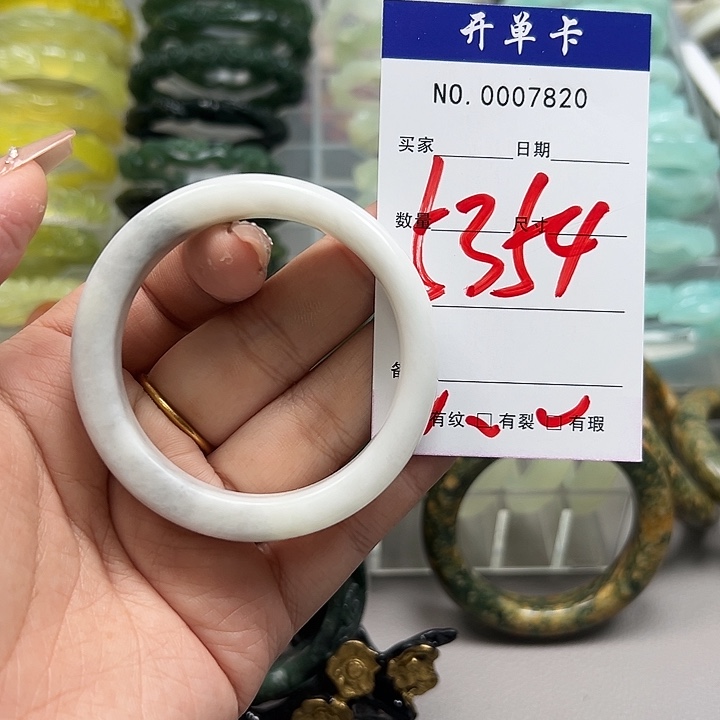 开单卡
NO. 0007820
买家 日期
数量 尺寸
t354
备
有纹 □ 有裂 □ 有瑕